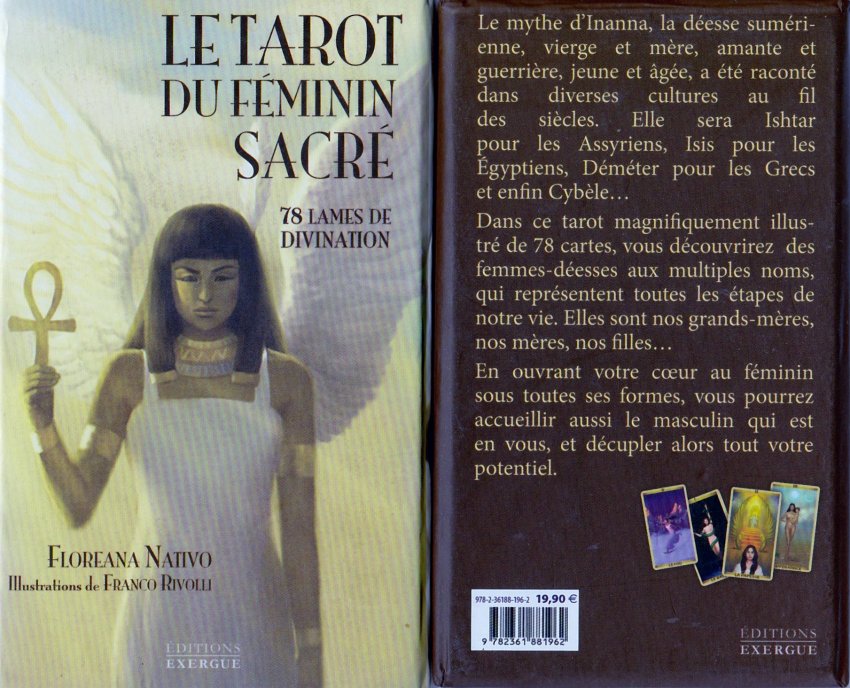 LE TAROT
DU FÉMININ
SACRÉ
78 LAMES DE
DIVINATION
FLOREANA NATIVO
Illustrations de FRANCO RIVOLLI
ÉDITIONS
EXERGUE
Le mythe d'Inanna, la déesse suméri-
enne, vierge et mère, amante et
guerrière, jeune et âgée, a été raconté
dans diverses cultures au fil
des siècles. Elle sera Ishtar
pour les Assyriens, Isis pour les
Égyptiens, Déméter pour les Grecs
et enfin Cybèle...
Dans ce tarot magnifiquement illus-
tré de 78 cartes, vous découvrirez des
femmes-déesses aux multiples noms,
qui représentent toutes les étapes de
notre vie. Elles sont nos grands-mères,
nos mères, nos filles...
En ouvrant votre cœur au féminin
sous toutes ses formes, vous pourrez
accueillir aussi le masculin qui est
en vous, et décupler alors tout votre
potentiel.
978-2-36188-196-2 19,90 €
9 782361 881962
ÉDITIONS
EXERGUE